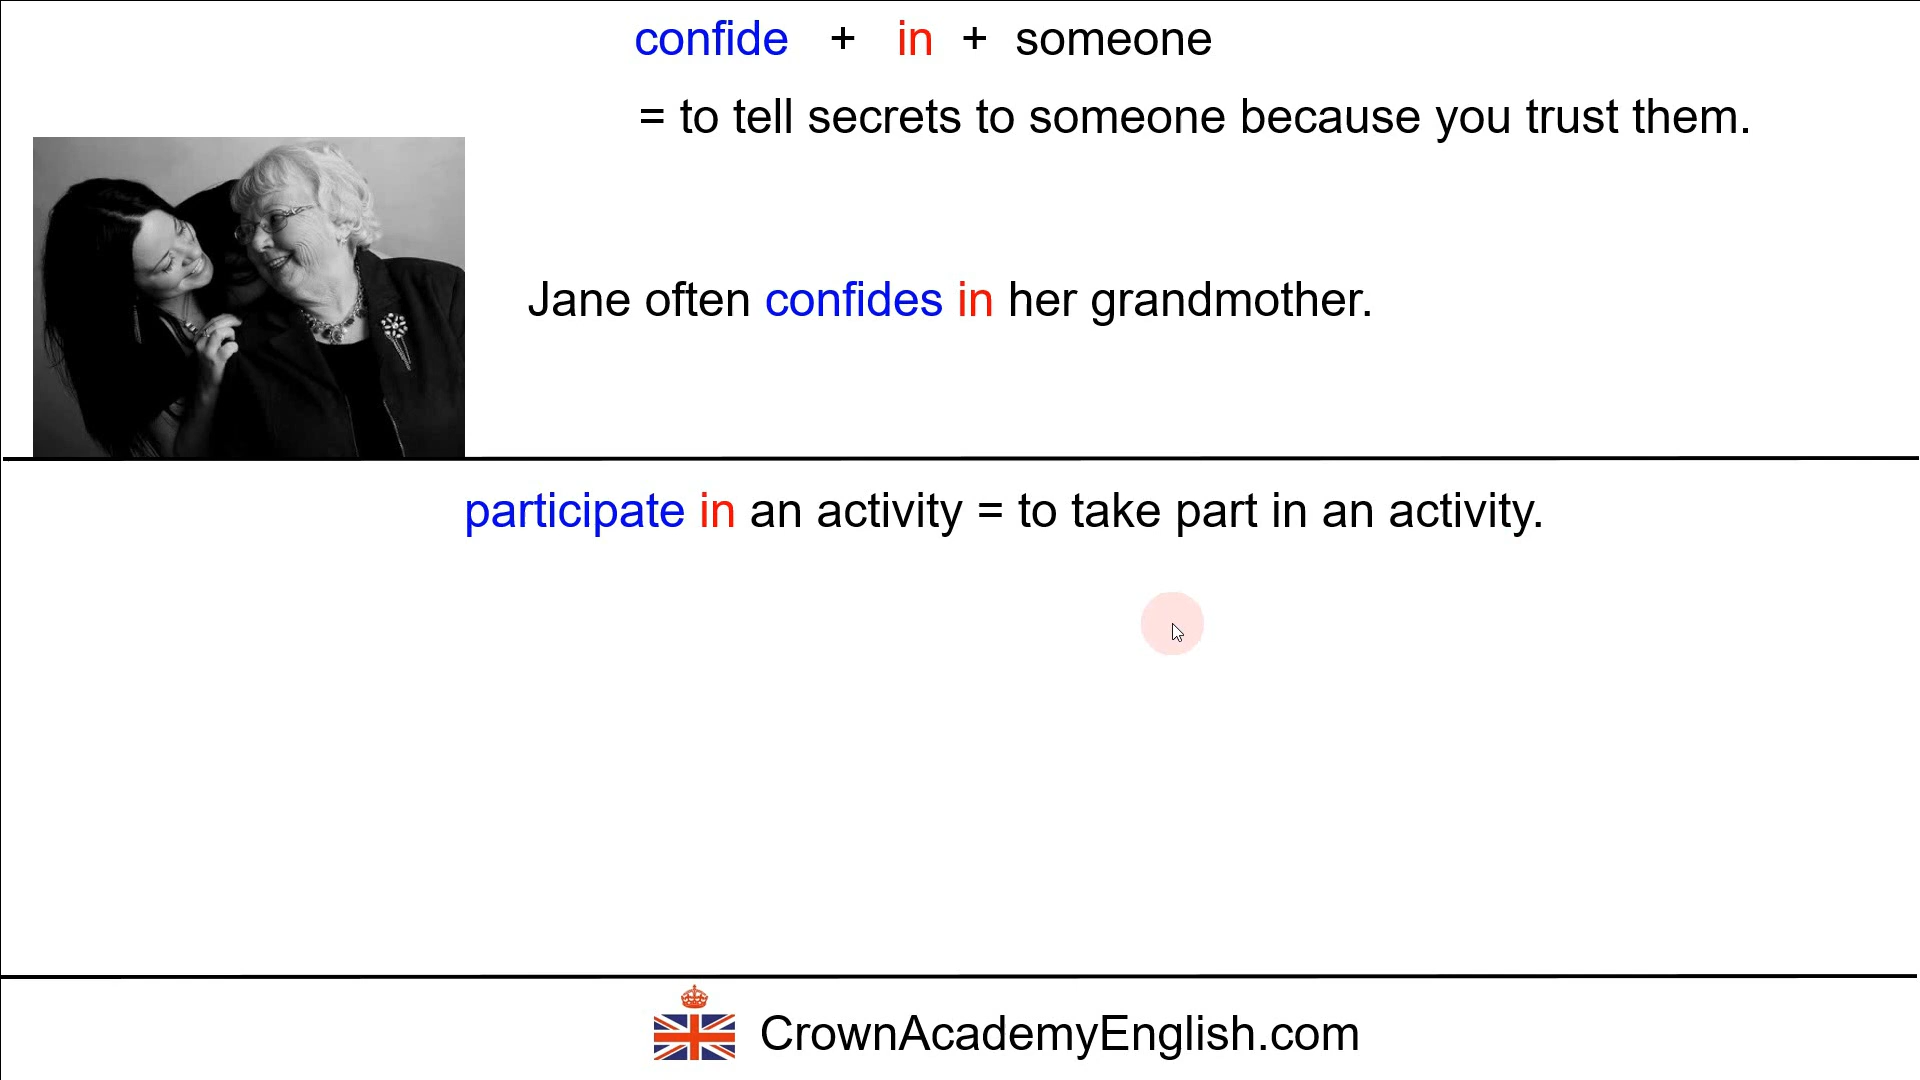 confide + in + someone
= to tell secrets to someone because you trust them.
Jane often confides in her grandmother.
participate in an activity = to take part in an activity.
CrownAcademyEnglish.com